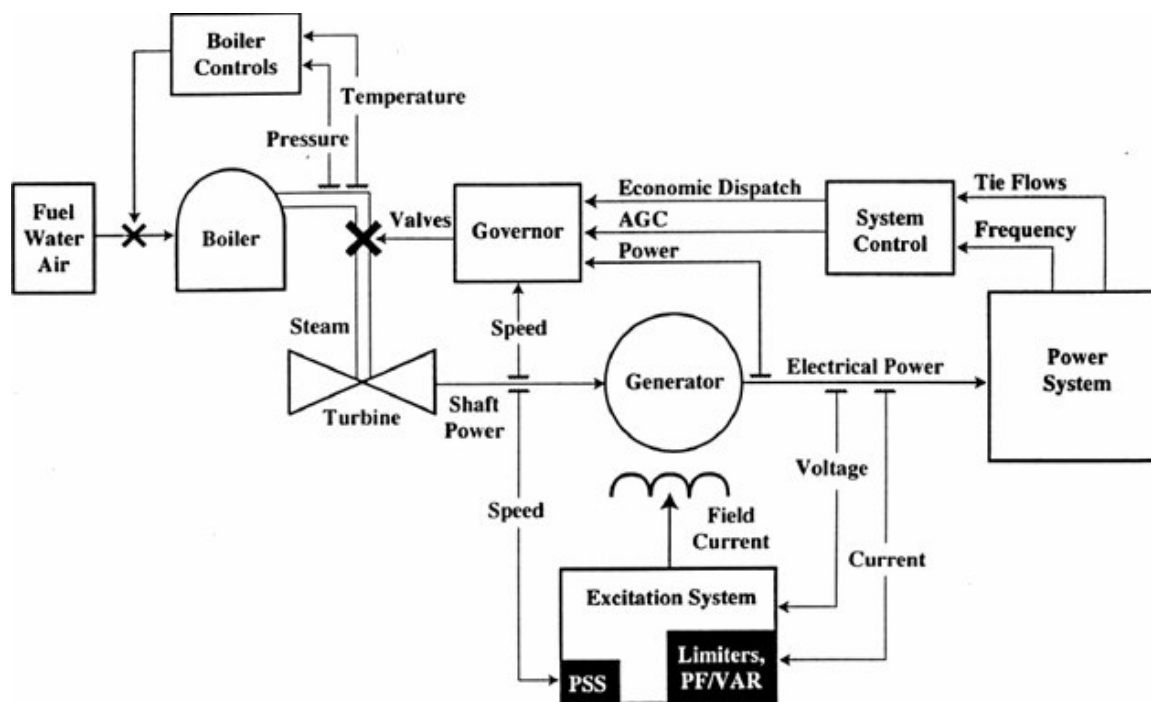 Boiler
Controls
Temperature
Pressure
Fuel
Water
Air
Boiler
Valves
Governor
Economic Dispatch
AGC
Power
System
Control
Tie Flows
Frequency
Steam
Speed
Turbine
Shaft
Power
Generator
Electrical Power
Power
System
Speed
Voltage
Field
Current
Current
Excitation System
PSS
Limiters,
PF/VAR